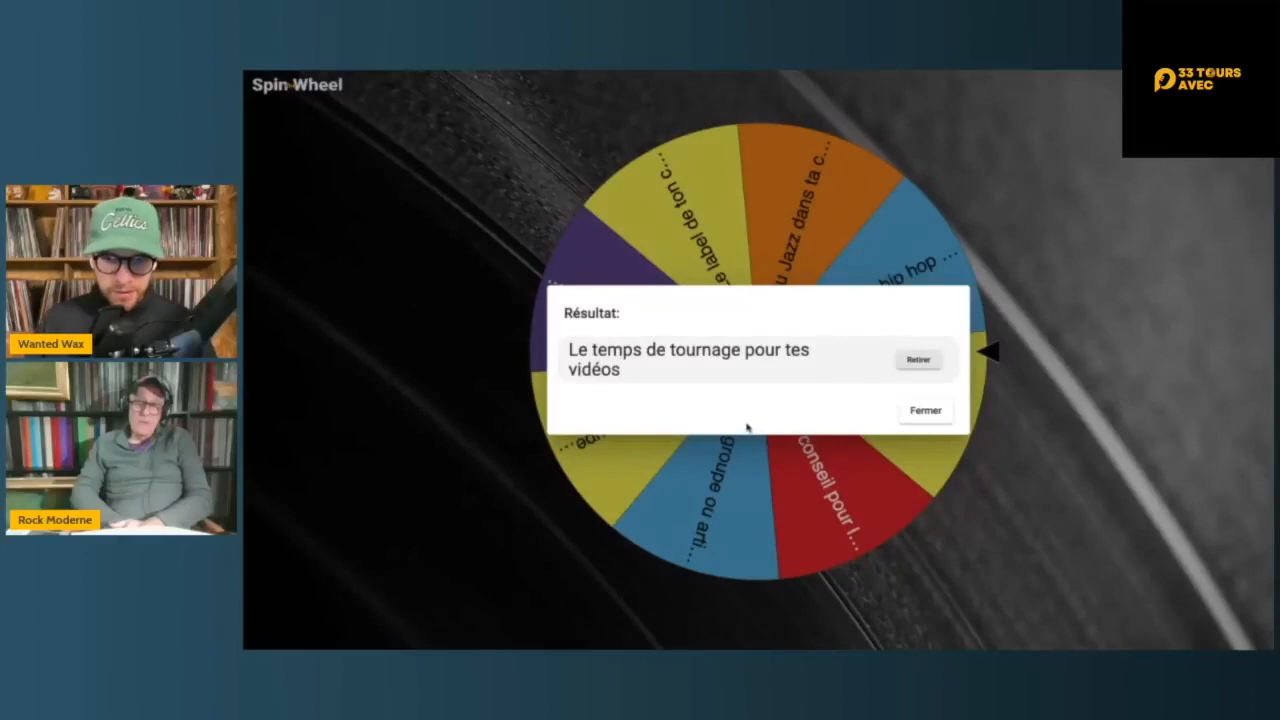 33 TOURS
AVEC
Spin Wheel
Celtics
Le label de ton c...
u Jazz dans ta c...
hip hop ...
Résultat:
Le temps de tournage pour tes
vidéos
Retirer
Fermer
Wanted Wax
groupe ou arti...
conseil pour l...
Rock Moderne